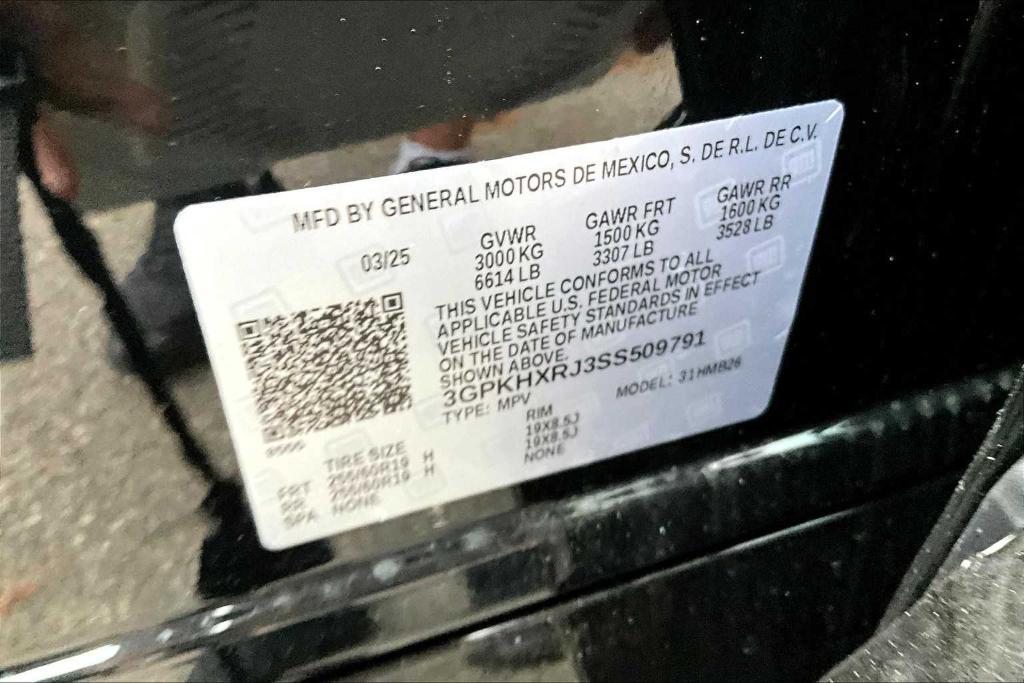 MFD BY GENERAL MOTORS DE MEXICO, S. DE R.L. DE C.V.
03/25 GVWR GAWR FRT GAWR RR
3000 KG 1500 KG 1600 KG
6614 LB 3307 LB 3528 LB
THIS VEHICLE CONFORMS TO ALL
APPLICABLE U.S. FEDERAL MOTOR
VEHICLE SAFETY STANDARDS IN EFFECT
ON THE DATE OF MANUFACTURE
SHOWN ABOVE.
3GPKHXRJ3SS509791
TYPE: MPV MODEL: 31HMB26
TIRE SIZE RIM
FRT 255/60R19 H 19X8.5J
RR 255/60R19 H 19X8.5J
SPA NONE NONE